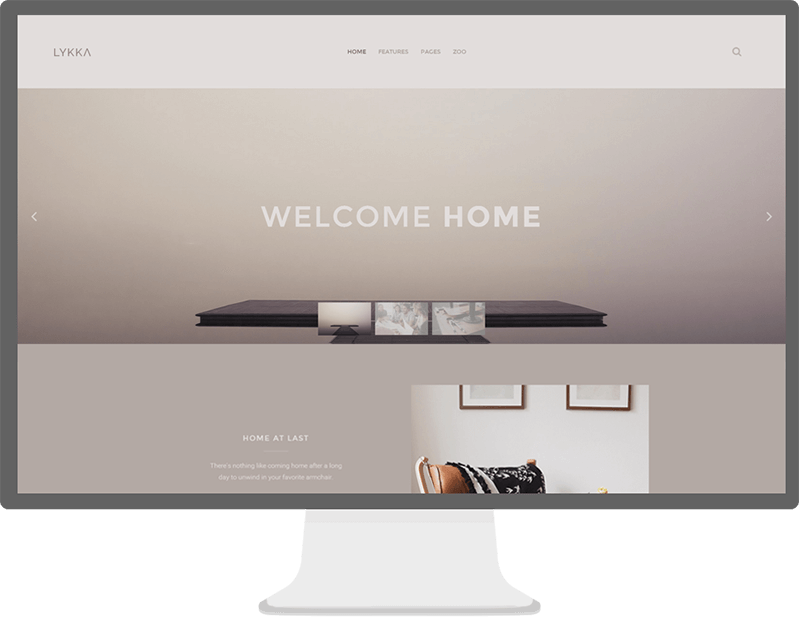 LYKKA
HOME FEATURES PAGES ZOO
WELCOME HOME
HOME AT LAST
There's nothing like coming home after a long
day to unwind in your favorite armchair.